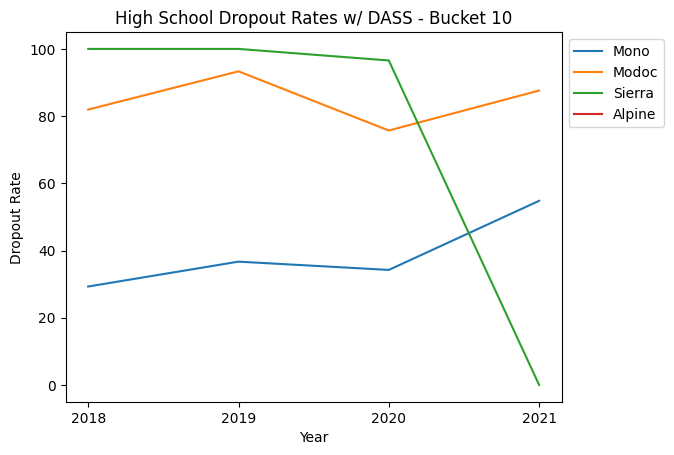 High School Dropout Rates w/ DASS - Bucket 10
100
80
60
40
20
0
Dropout Rate
2018 2019 2020 2021
Year
Mono
Modoc
Sierra
Alpine